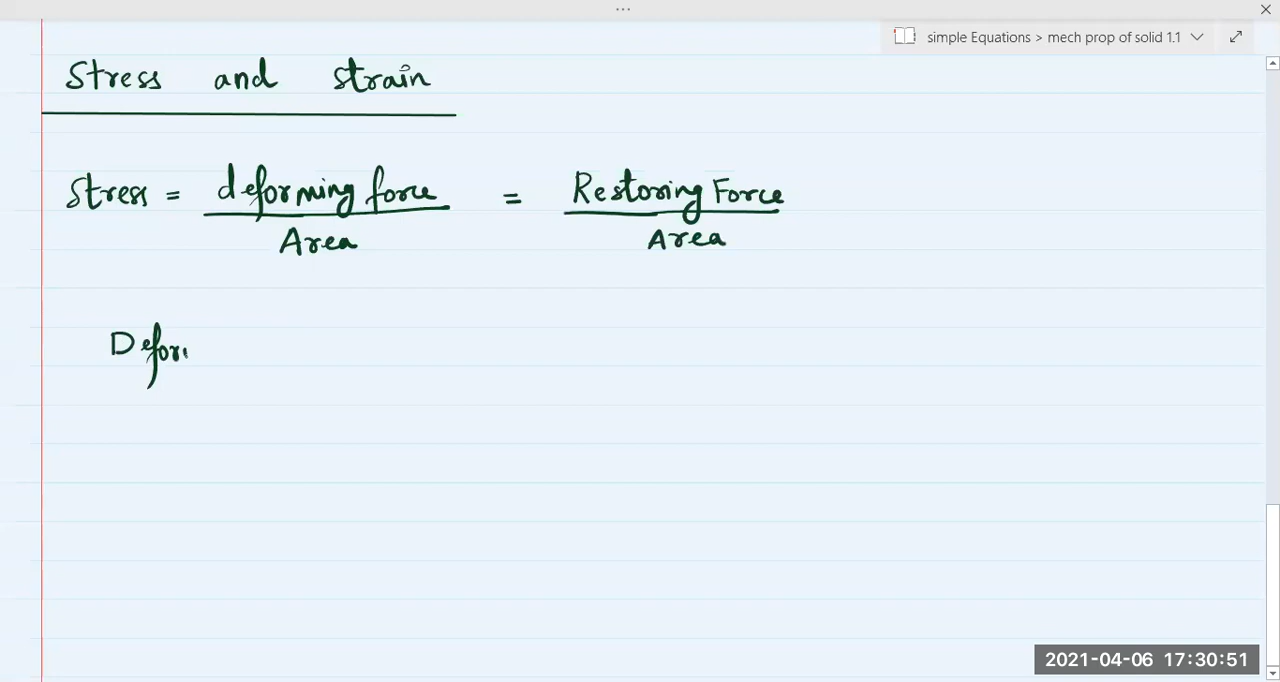 simple Equations > mech prop of solid 1.1
Stress and strain
Stress = deforming force / Area = Restoring Force / Area
Defor
2021-04-06 17:30:51